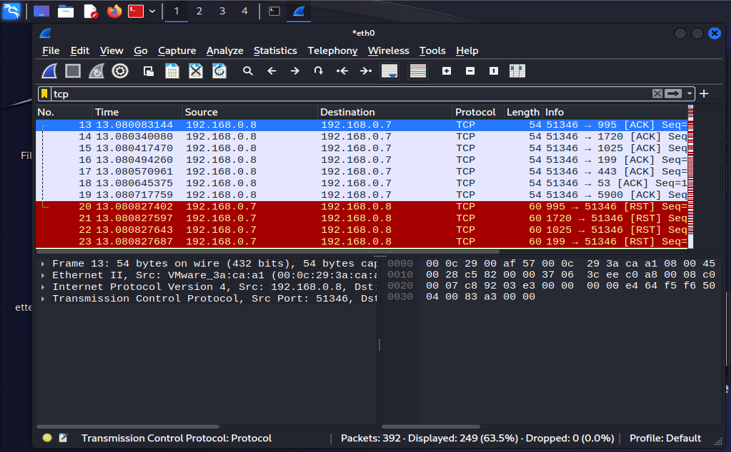 1 2 3 4
*eth0
File Edit View Go Capture Analyze Statistics Telephony Wireless Tools Help
tcp
No. Time Source Destination Protocol Length Info
13 13.080083144 192.168.0.8 192.168.0.7 TCP 54 51346 → 995 [ACK] Seq=
14 13.080340080 192.168.0.8 192.168.0.7 TCP 54 51346 → 1720 [ACK] Seq
15 13.080417470 192.168.0.8 192.168.0.7 TCP 54 51346 → 1025 [ACK] Seq
16 13.080494260 192.168.0.8 192.168.0.7 TCP 54 51346 → 199 [ACK] Seq=
17 13.080570961 192.168.0.8 192.168.0.7 TCP 54 51346 → 443 [ACK] Seq=
18 13.080645375 192.168.0.8 192.168.0.7 TCP 54 51346 → 53 [ACK] Seq=1
19 13.080717759 192.168.0.8 192.168.0.7 TCP 54 51346 → 5900 [ACK] Seq
20 13.080827402 192.168.0.7 192.168.0.8 TCP 60 995 → 51346 [RST] Seq=
21 13.080827597 192.168.0.7 192.168.0.8 TCP 60 1720 → 51346 [RST] Seq
22 13.080827643 192.168.0.7 192.168.0.8 TCP 60 1025 → 51346 [RST] Seq
23 13.080827687 192.168.0.7 192.168.0.8 TCP 60 199 → 51346 [RST] Seq=
Fil
ette
Frame 13: 54 bytes on wire (432 bits), 54 bytes cap
Ethernet II, Src: VMware_3a:ca:a1 (00:0c:29:3a:ca:a
Internet Protocol Version 4, Src: 192.168.0.8, Dst:
Transmission Control Protocol, Src Port: 51346, Dst
0000 00 0c 29 00 af 57 00 0c 29 3a ca a1 08 00 45
0010 00 28 c5 82 00 00 37 06 3c ee c0 a8 00 08 c0
0020 00 07 c8 92 03 e3 00 00 00 00 e4 64 f5 f6 50
0030 04 00 83 a3 00 00
Transmission Control Protocol: Protocol
Packets: 392 · Displayed: 249 (63.5%) · Dropped: 0 (0.0%)
Profile: Default